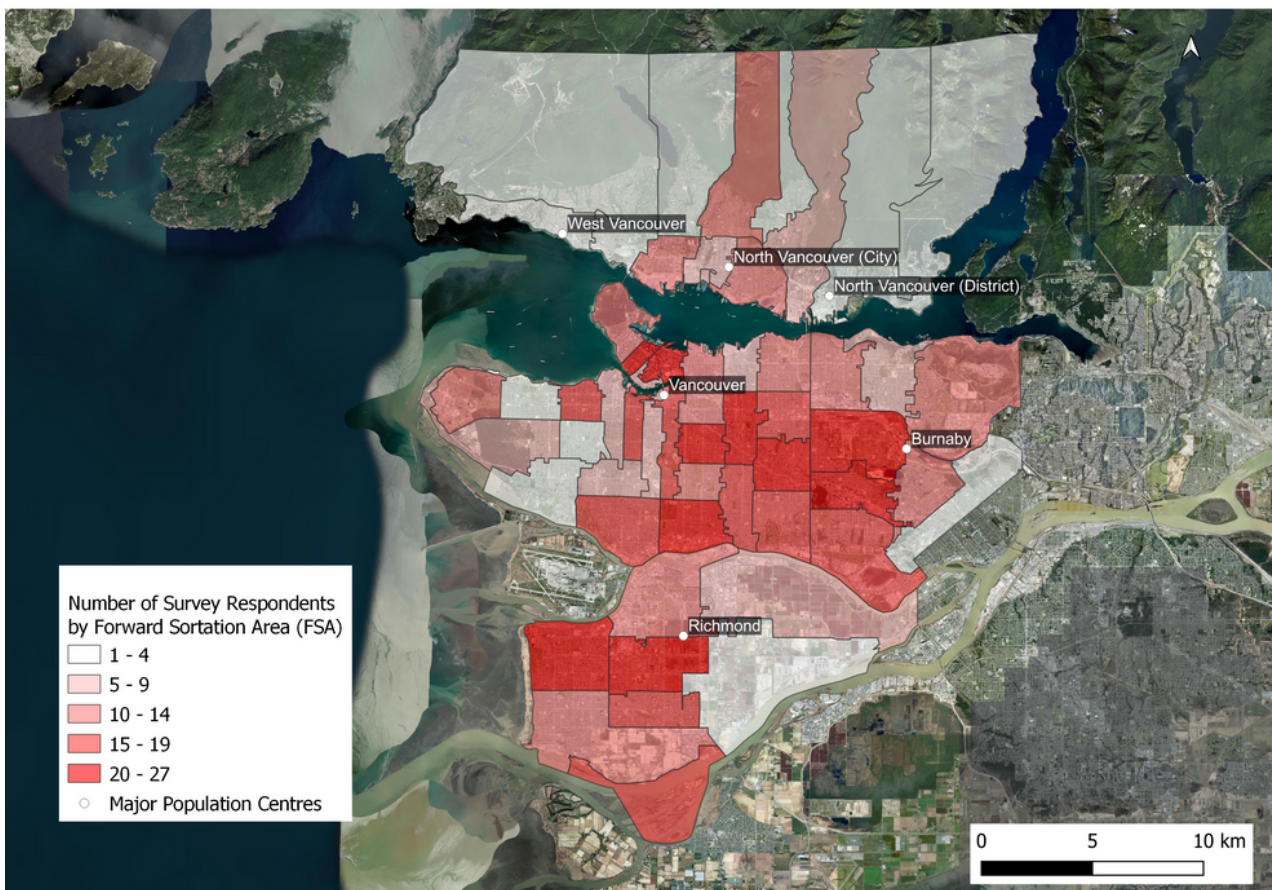 West Vancouver
North Vancouver (City)
North Vancouver (District)
Vancouver
Burnaby
Richmond
Number of Survey Respondents
by Forward Sortation Area (FSA)
1 - 4
5 - 9
10 - 14
15 - 19
20 - 27
Major Population Centres
0 5 10 km